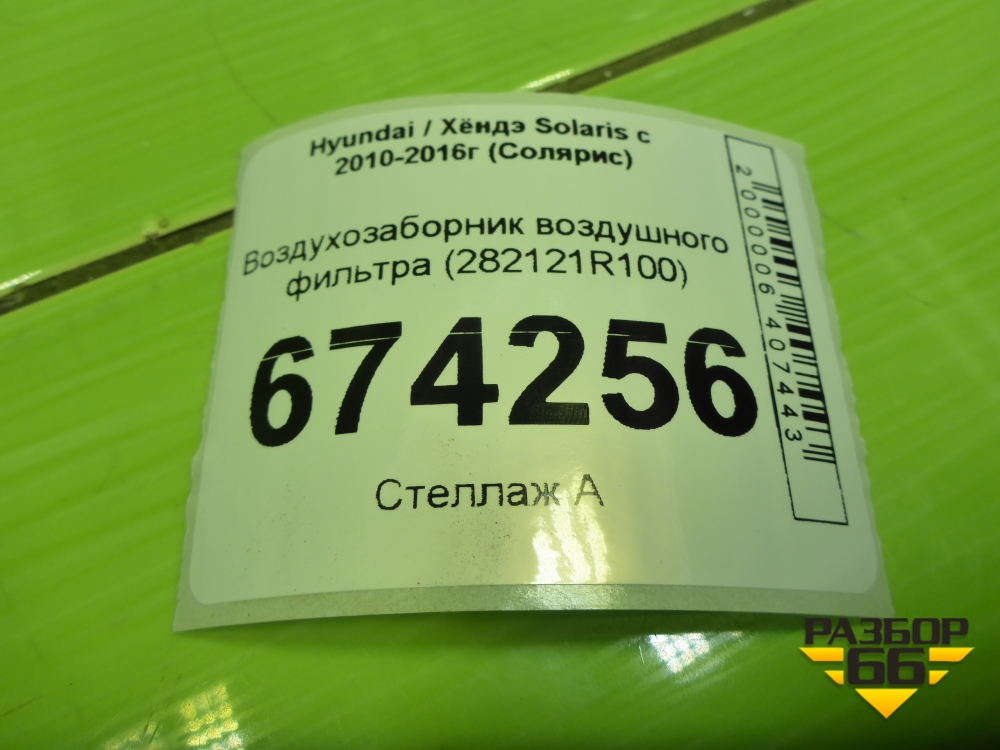 Hyundai / Хёндэ Solaris с
2010-2016г (Солярис)
Воздухозаборник воздушного
фильтра (282121R100)
674256
Стеллаж А
2000006407443
РАЗБОР
66